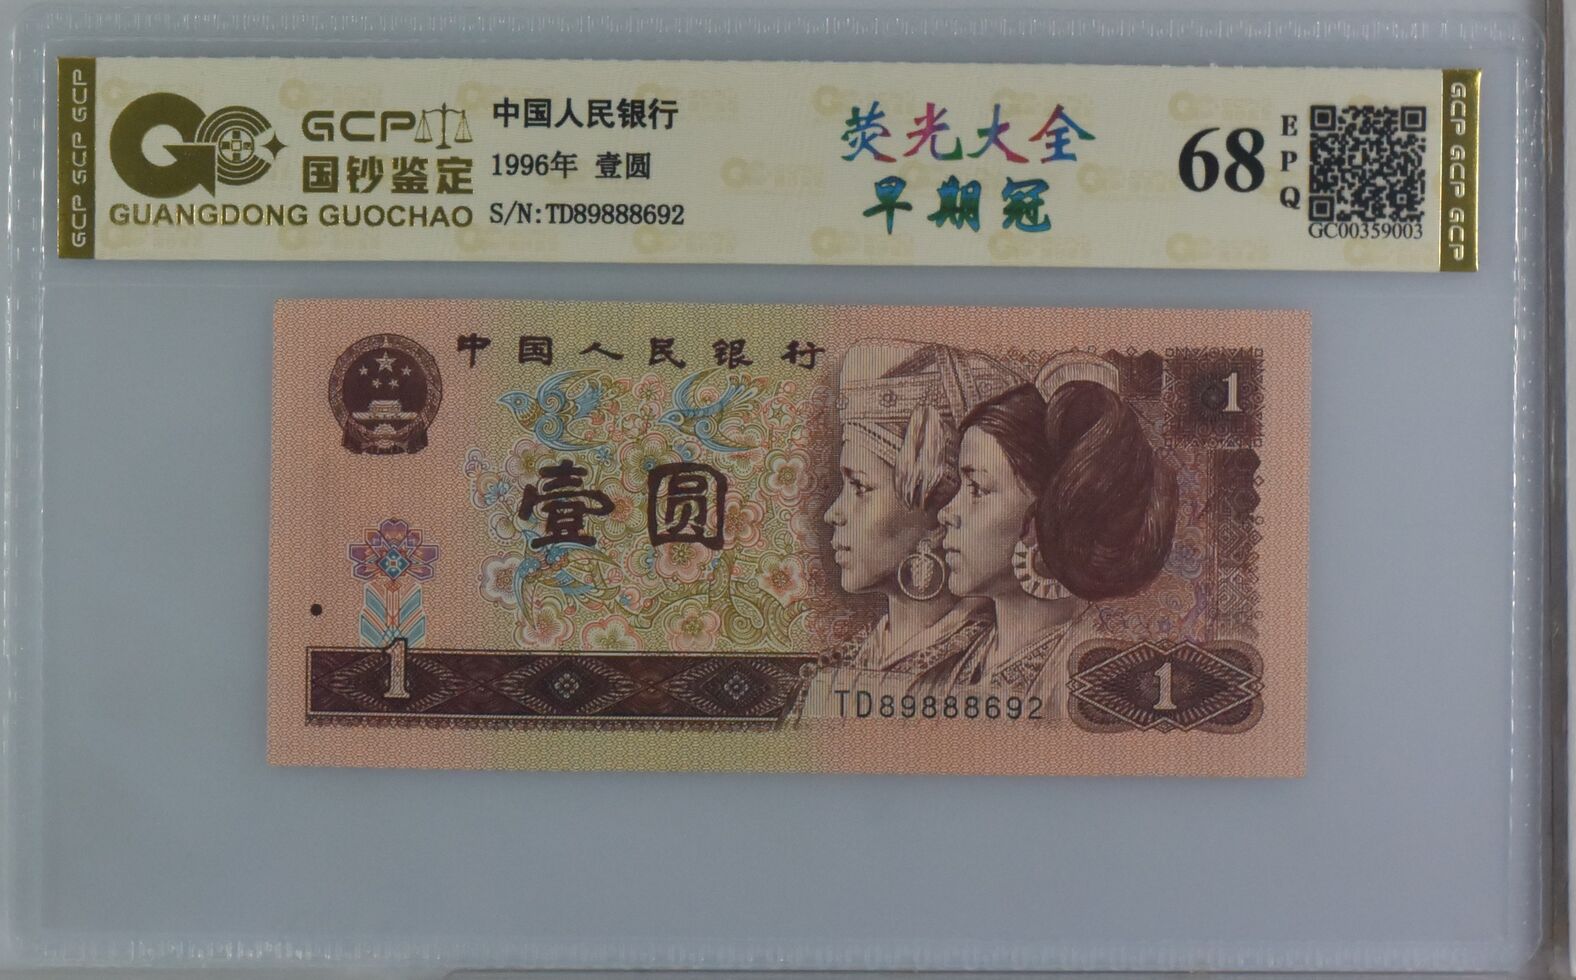 GCP GCP GCP
GCP
国钞鉴定
GUANGDONG GUOCHAO
中国人民银行
1996年 壹圆
S/N:TD89888692
荧光大全
早期冠
68
EPQ
GC00359003
GCP GCP GCP
中国人民银行
1
壹圆
1
TD89888692
1